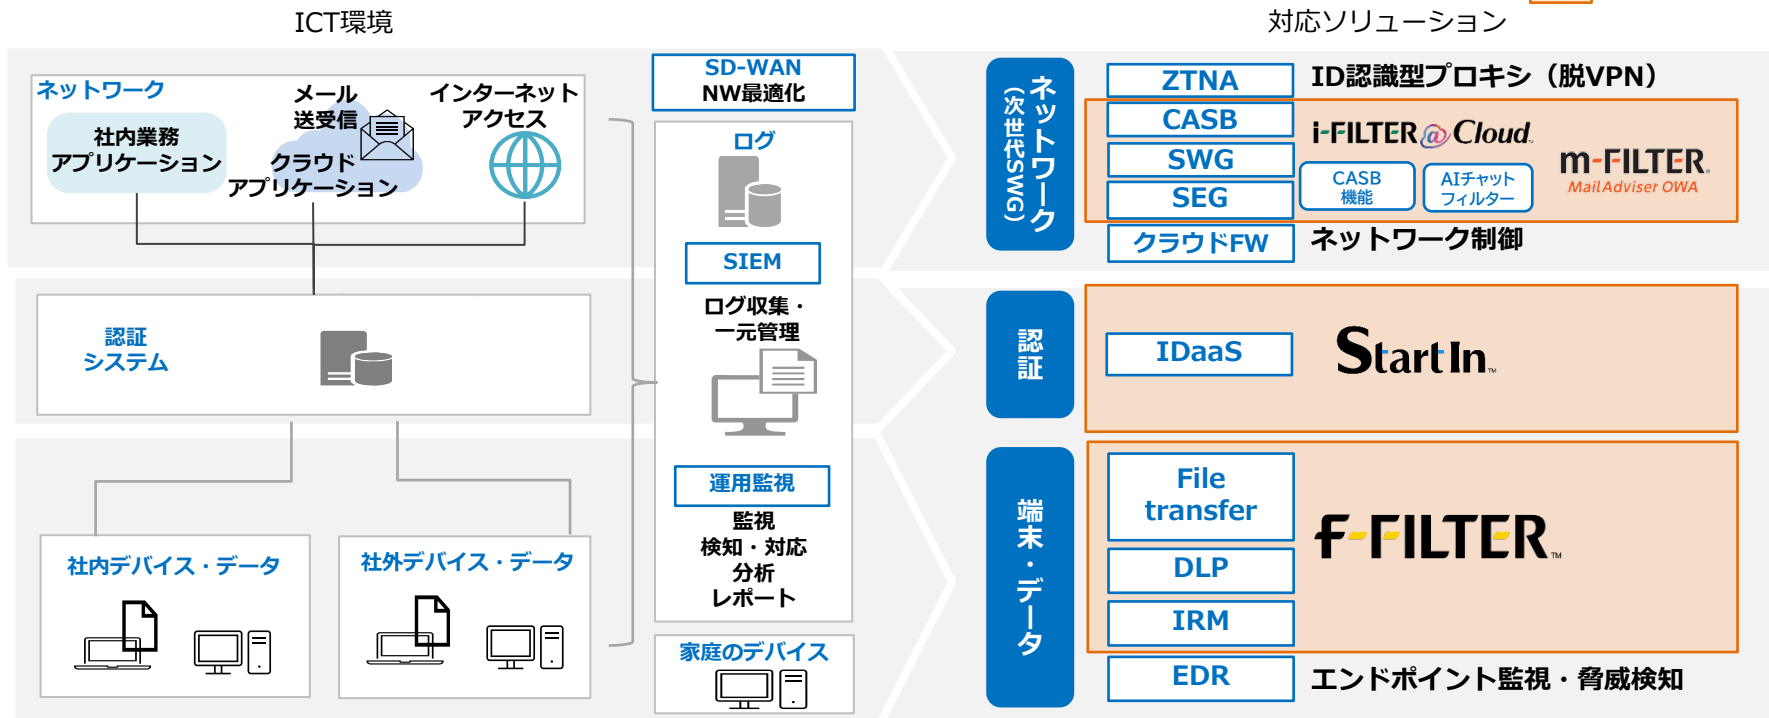 ICT環境
対応ソリューション
ネットワーク
社内業務
アプリケーション
メール
送受信
クラウド
アプリケーション
インターネット
アクセス
SD-WAN
NW最適化
ログ
SIEM
ログ収集・
一元管理
運用監視
監視
検知・対応
分析
レポート
家庭のデバイス
認証
システム
社内デバイス・データ
社外デバイス・データ
ネットワーク
(次世代SWG)
ZTNA
ID認識型プロキシ（脱VPN）
CASB
SWG
SEG
i-FILTER@Cloud
CASB
機能
AIチャット
フィルター
m-FILTER
MailAdviser OWA
クラウドFW
ネットワーク制御
認証
IDaaS
StartIn™
端末・データ
File
transfer
DLP
IRM
f-FILTER™
EDR
エンドポイント監視・脅威検知